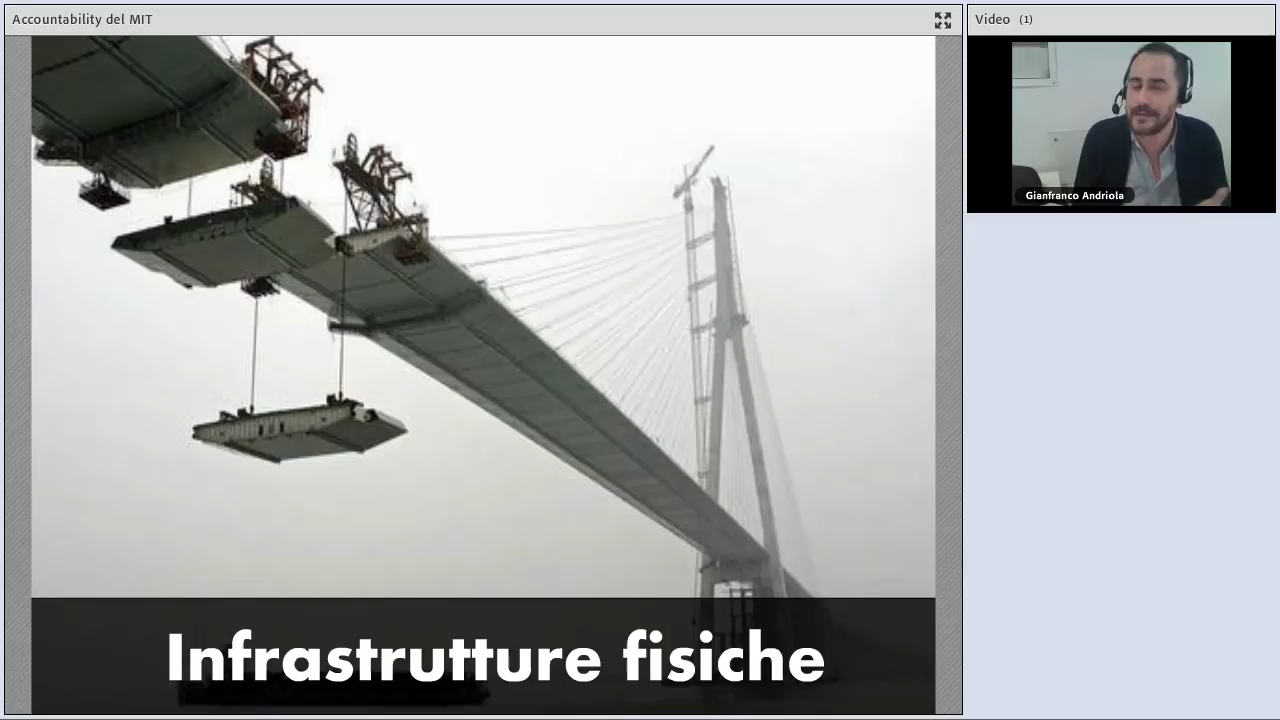 Accountability del MIT
Video (1)
Gianfranco Andriola
Infrastrutture fisiche